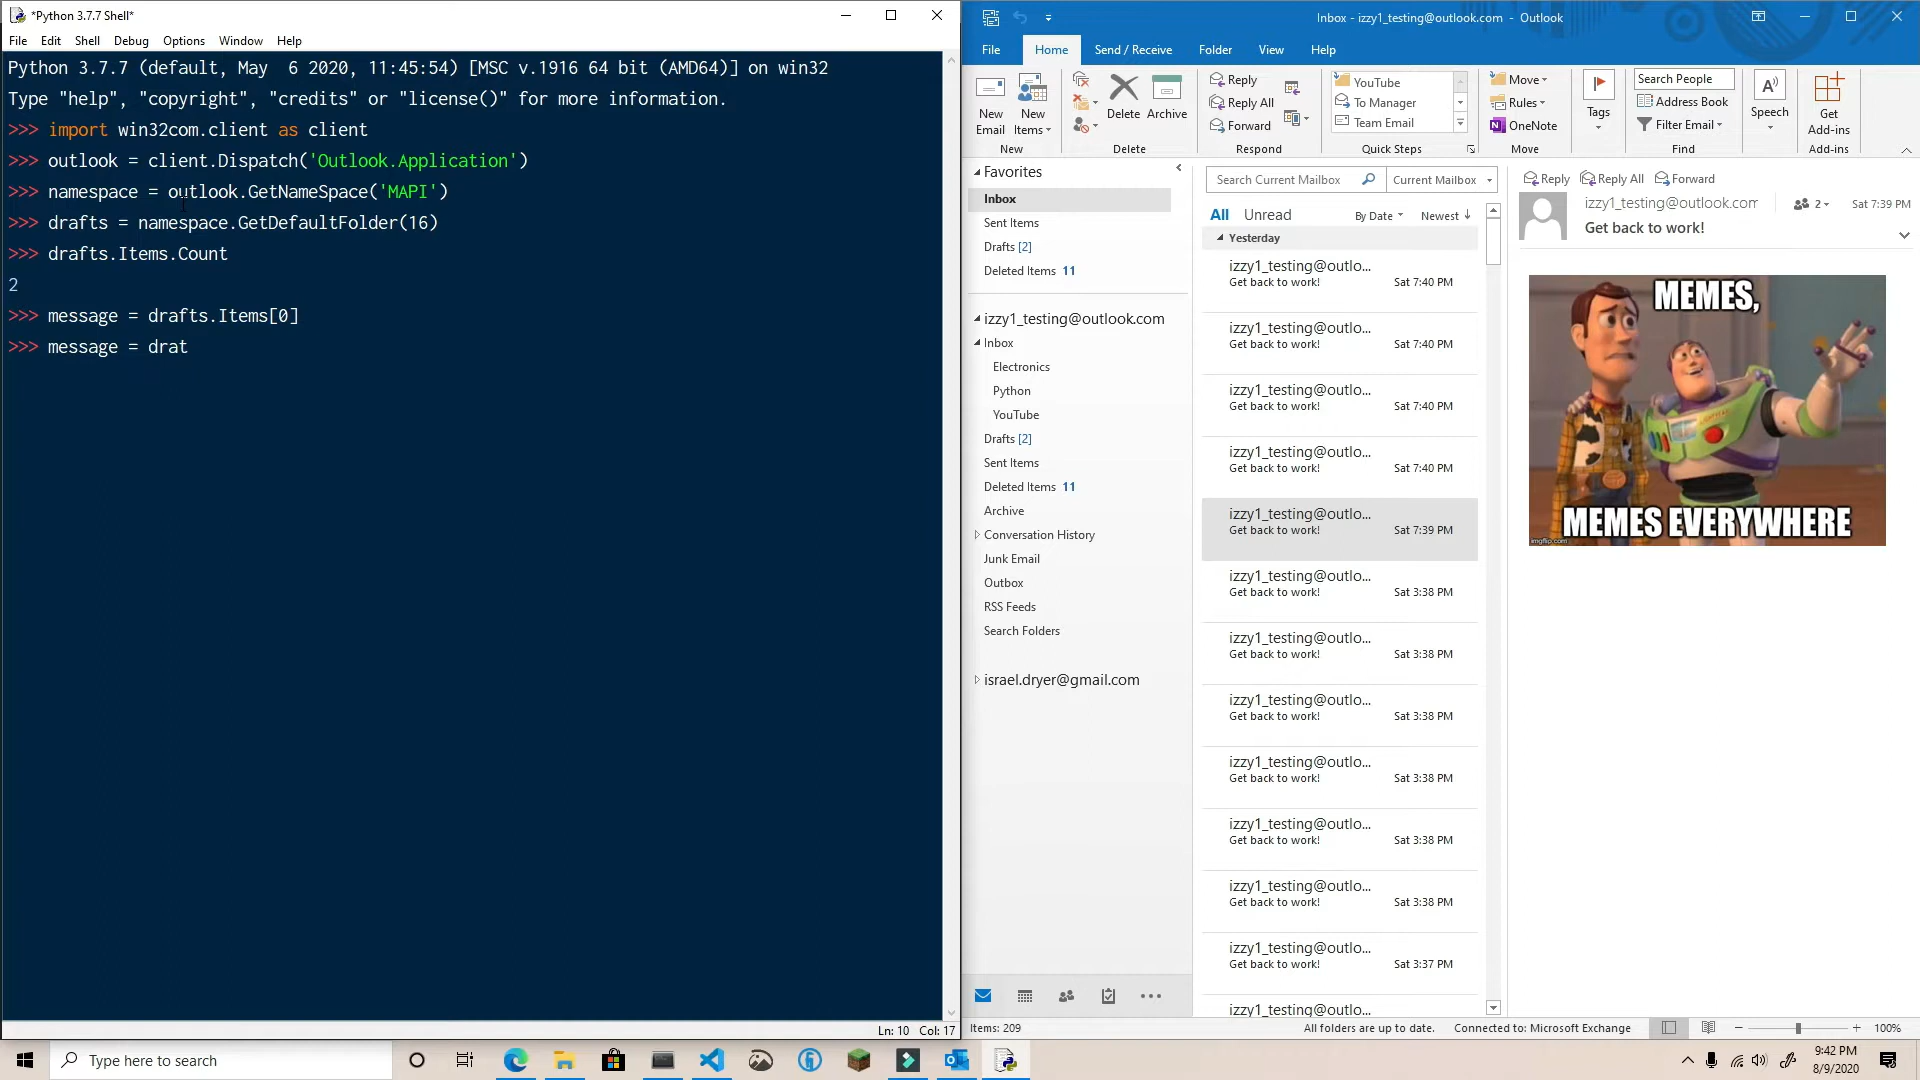 *Python 3.7.7 Shell*
File Edit Shell Debug Options Window Help
Python 3.7.7 (default, May  6 2020, 11:45:54) [MSC v.1916 64 bit (AMD64)] on win32
Type "help", "copyright", "credits" or "license()" for more information.
>>> import win32com.client as client
>>> outlook = client.Dispatch('Outlook.Application')
>>> namespace = outlook.GetNameSpace('MAPI')
>>> drafts = namespace.GetDefaultFolder(16)
>>> drafts.Items.Count
2
>>> message = drafts.Items[0]
>>> message = drat
Ln: 10 Col: 17
Inbox - izzy1_testing@outlook.com - Outlook
File Home Send / Receive Folder View Help
New Email
New Items
New
Delete
Archive
Delete
Reply
Reply All
Forward
Respond
YouTube
To Manager
Team Email
Quick Steps
Move
Rules
OneNote
Move
Tags
Search People
Address Book
Filter Email
Find
Speech
Get Add-ins
Add-ins
Favorites
Inbox
Sent Items
Drafts [2]
Deleted Items 11
izzy1_testing@outlook.com
Inbox
Electronics
Python
YouTube
Drafts [2]
Sent Items
Deleted Items 11
Archive
Conversation History
Junk Email
Outbox
RSS Feeds
Search Folders
israel.dryer@gmail.com
Search Current Mailbox
Current Mailbox
All Unread By Date Newest ↓
Yesterday
izzy1_testing@outlo...
Get back to work! Sat 7:40 PM
izzy1_testing@outlo...
Get back to work! Sat 7:40 PM
izzy1_testing@outlo...
Get back to work! Sat 7:40 PM
izzy1_testing@outlo...
Get back to work! Sat 7:40 PM
izzy1_testing@outlo...
Get back to work! Sat 7:39 PM
izzy1_testing@outlo...
Get back to work! Sat 3:38 PM
izzy1_testing@outlo...
Get back to work! Sat 3:38 PM
izzy1_testing@outlo...
Get back to work! Sat 3:38 PM
izzy1_testing@outlo...
Get back to work! Sat 3:38 PM
izzy1_testing@outlo...
Get back to work! Sat 3:38 PM
izzy1_testing@outlo...
Get back to work! Sat 3:38 PM
izzy1_testing@outlo...
Get back to work! Sat 3:37 PM
izzy1_testing@outlo...
Reply Reply All Forward
izzy1_testing@outlook.com 2 Sat 7:39 PM
Get back to work!
MEMES,
MEMES EVERYWHERE
imgflip.com
Items: 209 All folders are up to date. Connected to: Microsoft Exchange 100%
Type here to search
9:42 PM
8/9/2020